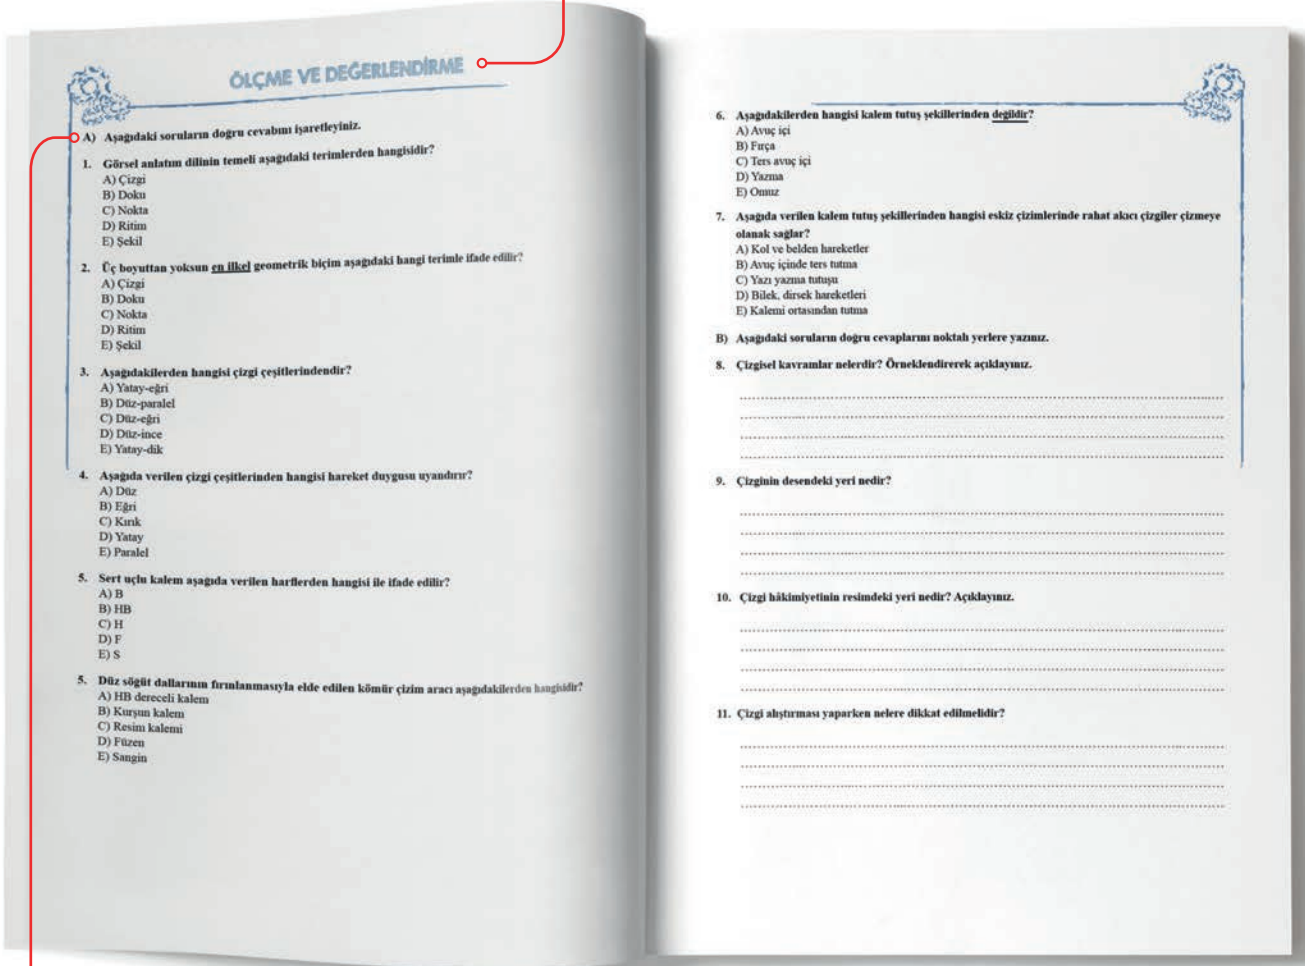 ÖLÇME VE DEĞERLENDİRME
A) Aşağıdaki soruların doğru cevabını işaretleyiniz.
1. Görsel anlatım dilinin temeli aşağıdaki terimlerden hangisidir?
A) Çizgi
B) Doku
C) Nokta
D) Ritim
E) Şekil
2. Üç boyuttan yoksun en ilkel geometrik biçim aşağıdaki hangi terimle ifade edilir?
A) Çizgi
B) Doku
C) Nokta
D) Ritim
E) Şekil
3. Aşağıdakilerden hangisi çizgi çeşitlerindendir?
A) Yatay-eğri
B) Düz-paralel
C) Düz-eğri
D) Düz-ince
E) Yatay-dik
4. Aşağıda verilen çizgi çeşitlerinden hangisi hareket duygusu uyandırır?
A) Düz
B) Eğri
C) Kırık
D) Yatay
E) Paralel
5. Sert uçlu kalem aşağıda verilen harflerden hangisi ile ifade edilir?
A) B
B) HB
C) H
D) F
E) S
5. Düz söğüt dallarının fırınlanmasıyla elde edilen kömür çizim aracı aşağıdakilerden hangisidir?
A) HB dereceli kalem
B) Kurşun kalem
C) Resim kalemi
D) Füzen
E) Sangin
6. Aşağıdakilerden hangisi kalem tutuş şekillerinden değildir?
A) Avuç içi
B) Fırça
C) Ters avuç içi
D) Yazma
E) Omuz
7. Aşağıda verilen kalem tutuş şekillerinden hangisi eskiz çizimlerinde rahat akıcı çizgiler çizmeye
olanak sağlar?
A) Kol ve belden hareketler
B) Avuç içinde ters tutma
C) Yazı yazma tutuşu
D) Bilek, dirsek hareketleri
E) Kalemi ortasından tutma
B) Aşağıdaki soruların doğru cevaplarını noktalı yerlere yazınız.
8. Çizgisel kavramlar nelerdir? Örneklendirerek açıklayınız.
9. Çizginin desendeki yeri nedir?
10. Çizgi hâkimiyetinin resimdeki yeri nedir? Açıklayınız.
11. Çizgi alıştırması yaparken nelere dikkat edilmelidir?